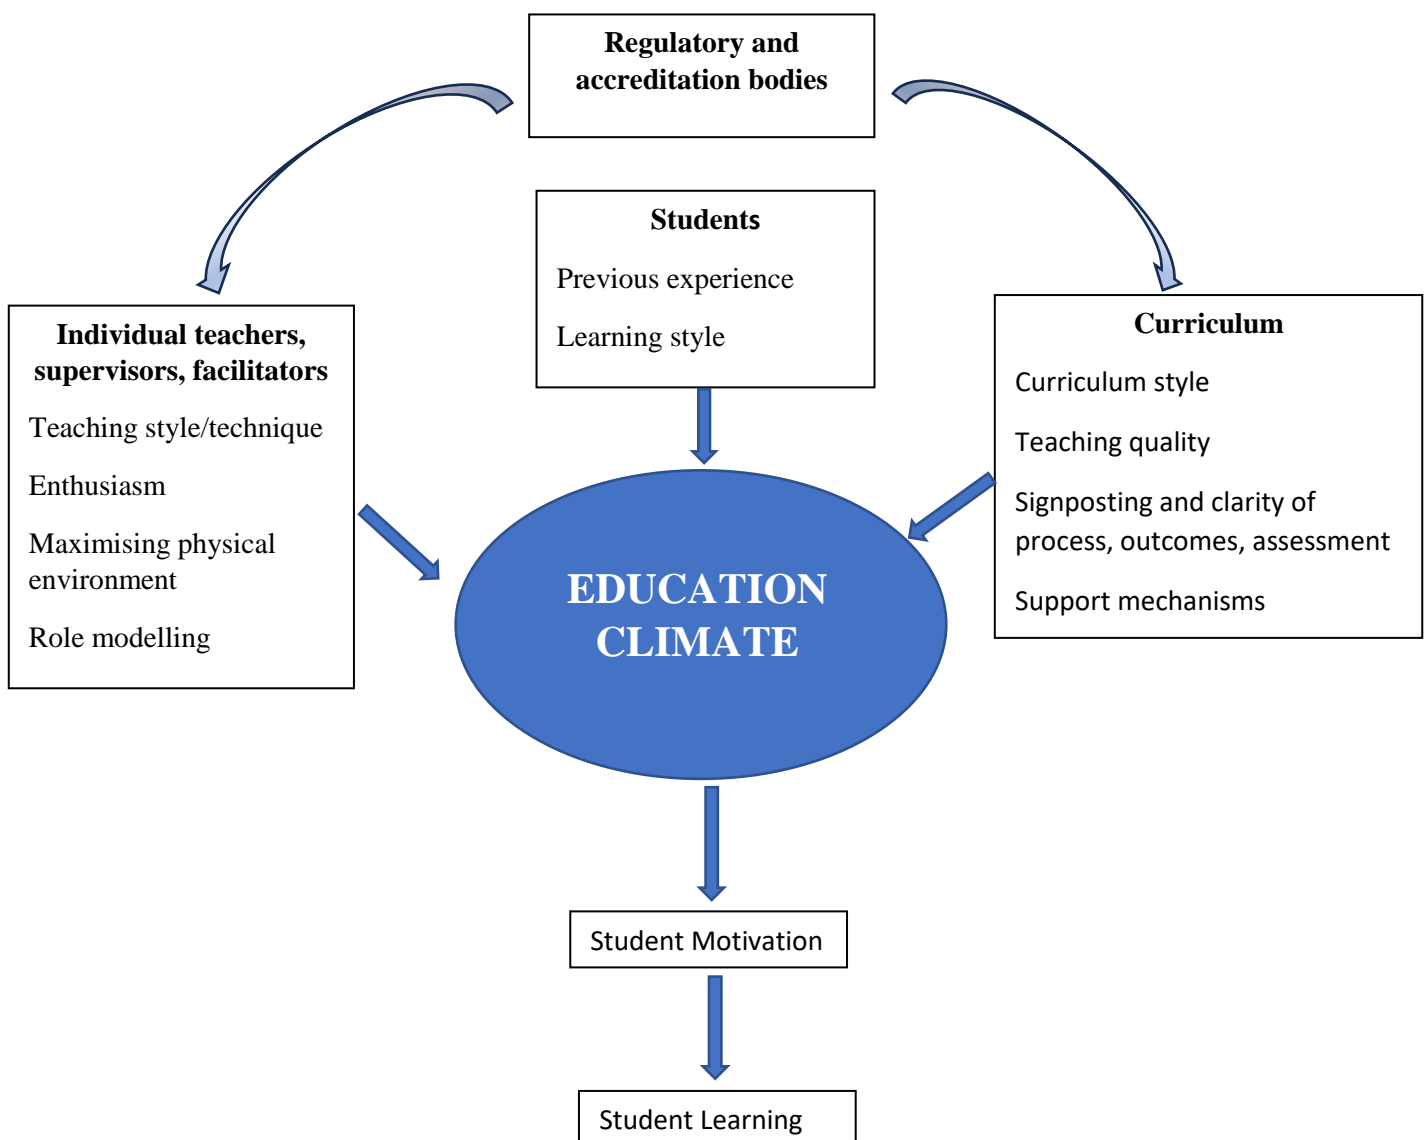 Regulatory and
accreditation bodies
Students
Previous experience
Learning style
Individual teachers,
supervisors, facilitators
Teaching style/technique
Enthusiasm
Maximising physical
environment
Role modelling
Curriculum
Curriculum style
Teaching quality
Signposting and clarity of
process, outcomes, assessment
Support mechanisms
EDUCATION
CLIMATE
Student Motivation
Student Learning